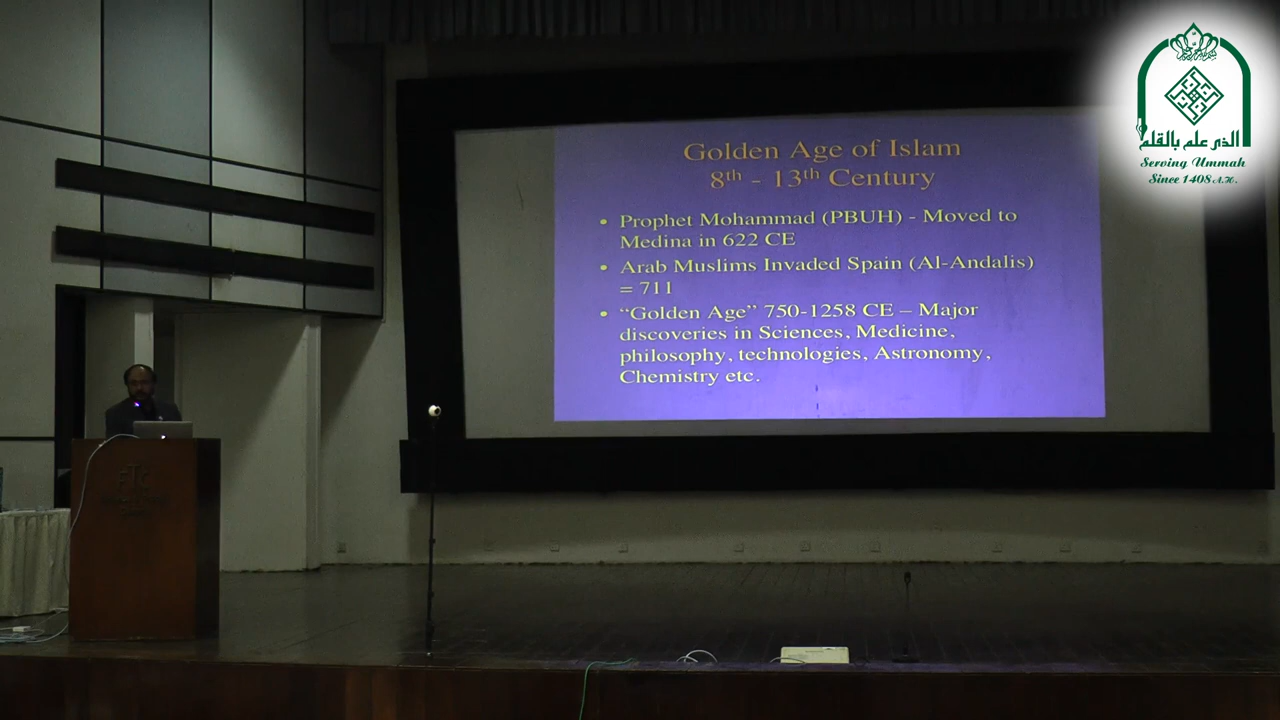 Golden Age of Islam
8th - 13th Century
• Prophet Mohammad (PBUH) - Moved to
Medina in 622 CE
• Arab Muslims Invaded Spain (Al-Andalis)
= 711
• “Golden Age” 750-1258 CE – Major
discoveries in Sciences, Medicine,
philosophy, technologies, Astronomy,
Chemistry etc.
الذي علم بالقلم
Serving Ummah
Since 1408 A.H.